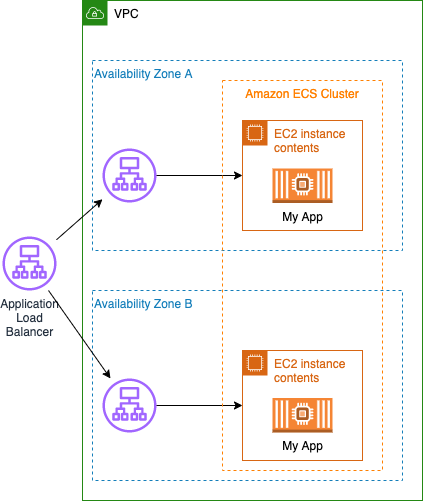 VPC
Availability Zone A
Amazon ECS Cluster
EC2 instance
contents
My App
Application
Load
Balancer
Availability Zone B
EC2 instance
contents
My App